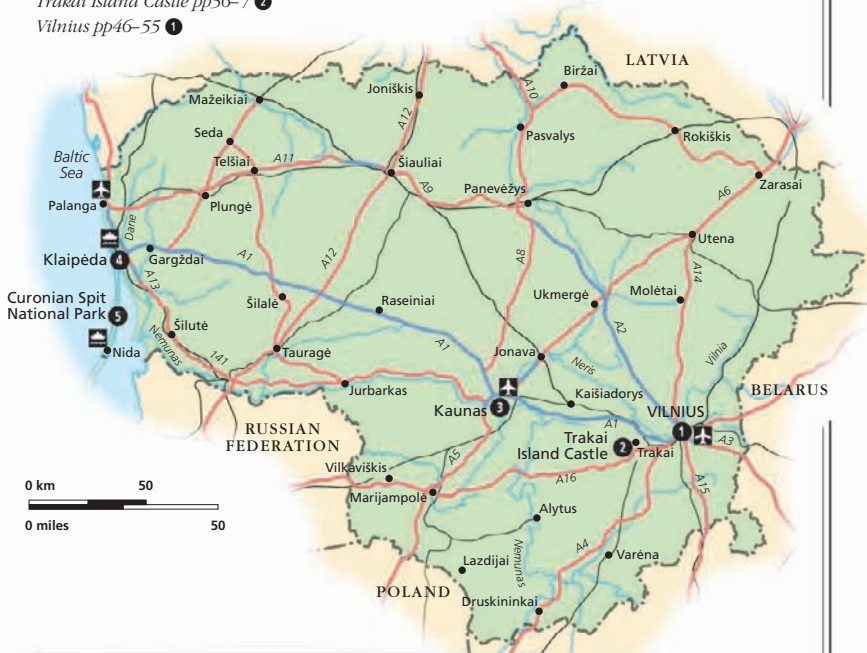 Trakai Island Castle pp56–7 2
Vilnius pp46–55 1
LATVIA
Biržai
Joniškis
A10
Mažeikiai
A12
Pasvalys
Rokiškis
Seda
Baltic
Sea
Telšiai
A11
Šiauliai
A9
Panevėžys
A6
Zarasai
Palanga
Plungė
Dane
Utena
Klaipėda 4
Gargždai
A1
A12
A8
A14
A13
Curonian Spit
National Park 5
Šilalė
Raseiniai
Ukmergė
Molėtai
Šilutė
A2
Nemunas
141
Nida
Tauragė
A1
Jonava
Neris
Vilnia
Jurbarkas
Kaišiadorys
BELARUS
Kaunas 3
A1
VILNIUS
1
A3
RUSSIAN
FEDERATION
Trakai
Island Castle 2
Trakai
A5
Vilkaviškis
A16
A15
Marijampolė
0 km 50
0 miles 50
Alytus
Nemunas
A4
Varėna
Lazdijai
POLAND
Druskininkai